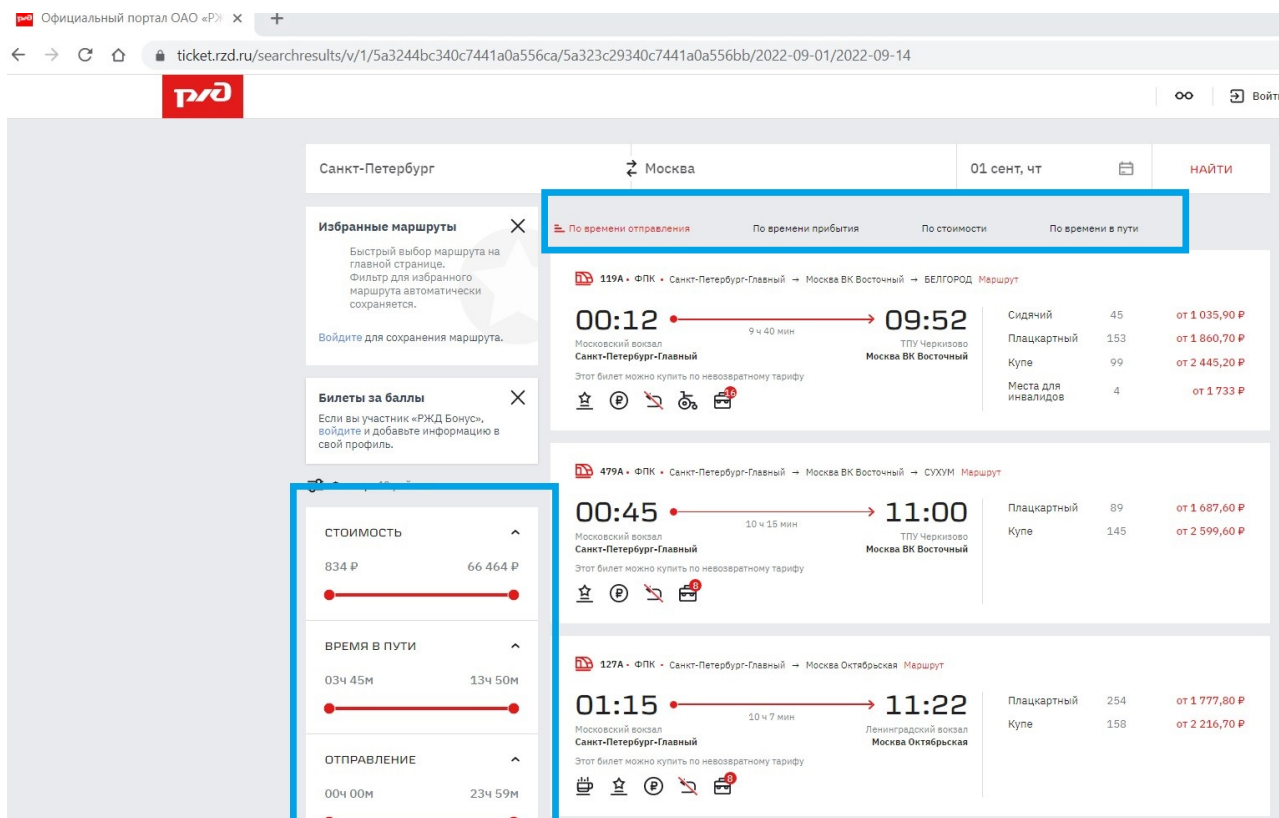 Официальный портал ОАО «РЖ
ticket.rzd.ru/searchresults/v/1/5a3244bc340c7441a0a556ca/5a323c29340c7441a0a556bb/2022-09-01/2022-09-14
ржд
Войти
Санкт-Петербург
Москва
01 сент, чт
НАЙТИ
Избранные маршруты
Быстрый выбор маршрута на
главной странице.
Фильтр для избранного
маршрута автоматически
сохраняется.
Войдите для сохранения маршрута.
Билеты за баллы
Если вы участник «РЖД Бонус»,
войдите и добавьте информацию в
свой профиль.
СТОИМОСТЬ
834 ₽ 66 464 ₽
ВРЕМЯ В ПУТИ
03ч 45м 13ч 50м
ОТПРАВЛЕНИЕ
00ч 00м 23ч 59м
По времени отправления По времени прибытия По стоимости По времени в пути
119А • ФПК • Санкт-Петербург-Главный → Москва ВК Восточный → БЕЛГОРОД Маршрут
00:12 9 ч 40 мин 09:52
Московский вокзал ТПУ Черкизово
Санкт-Петербург-Главный Москва ВК Восточный
Этот билет можно купить по невозвратному тарифу
16
Сидячий 45 от 1 035,90 ₽
Плацкартный 153 от 1 860,70 ₽
Купе 99 от 2 445,20 ₽
Места для
инвалидов 4 от 1 733 ₽
479А • ФПК • Санкт-Петербург-Главный → Москва ВК Восточный → СУХУМ Маршрут
00:45 10 ч 15 мин 11:00
Московский вокзал ТПУ Черкизово
Санкт-Петербург-Главный Москва ВК Восточный
Этот билет можно купить по невозвратному тарифу
8
Плацкартный 89 от 1 687,60 ₽
Купе 145 от 2 599,60 ₽
127А • ФПК • Санкт-Петербург-Главный → Москва Октябрьская Маршрут
01:15 10 ч 7 мин 11:22
Московский вокзал Ленинградский вокзал
Санкт-Петербург-Главный Москва Октябрьская
Этот билет можно купить по невозвратному тарифу
8
Плацкартный 254 от 1 777,80 ₽
Купе 158 от 2 216,70 ₽